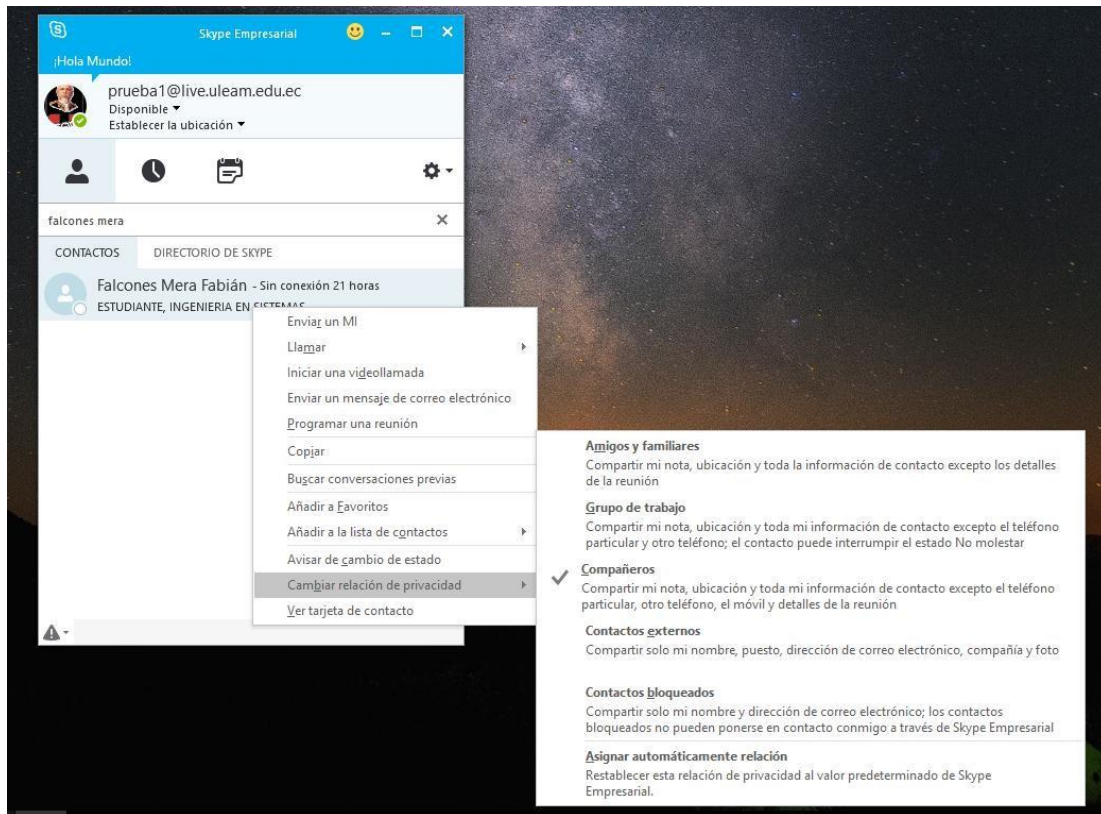 Skype Empresarial
¡Hola Mundo!
prueba1@live.uleam.edu.ec
Disponible
Establecer la ubicación
falcones mera
CONTACTOS DIRECTORIO DE SKYPE
Falcones Mera Fabián - Sin conexión 21 horas
ESTUDIANTE, INGENIERIA EN SISTEMAS
Enviar un MI
Llamar
Iniciar una videollamada
Enviar un mensaje de correo electrónico
Programar una reunión
Copiar
Buscar conversaciones previas
Añadir a Favoritos
Añadir a la lista de contactos
Avisar de cambio de estado
Cambiar relación de privacidad
Ver tarjeta de contacto
Amigos y familiares
Compartir mi nota, ubicación y toda la información de contacto excepto los detalles
de la reunión
Grupo de trabajo
Compartir mi nota, ubicación y toda mi información de contacto excepto el teléfono
particular y otro teléfono; el contacto puede interrumpir el estado No molestar
Compañeros
Compartir mi nota, ubicación y toda mi información de contacto excepto el teléfono
particular, otro teléfono, el móvil y detalles de la reunión
Contactos externos
Compartir solo mi nombre, puesto, dirección de correo electrónico, compañía y foto
Contactos bloqueados
Compartir solo mi nombre y dirección de correo electrónico; los contactos
bloqueados no pueden ponerse en contacto conmigo a través de Skype Empresarial
Asignar automáticamente relación
Restablecer esta relación de privacidad al valor predeterminado de Skype
Empresarial.